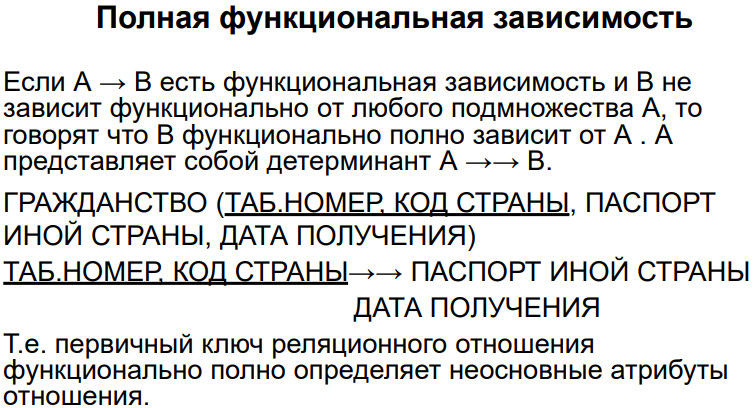 Полная функциональная зависимость
Если А → В есть функциональная зависимость и В не
зависит функционально от любого подмножества А, то
говорят что В функционально полно зависит от А . А
представляет собой детерминант А →→ В.
ГРАЖДАНСТВО (ТАБ.НОМЕР, КОД СТРАНЫ, ПАСПОРТ
ИНОЙ СТРАНЫ, ДАТА ПОЛУЧЕНИЯ)
ТАБ.НОМЕР, КОД СТРАНЫ→→ ПАСПОРТ ИНОЙ СТРАНЫ
ДАТА ПОЛУЧЕНИЯ
Т.е. первичный ключ реляционного отношения
функционально полно определяет неосновные атрибуты
отношения.